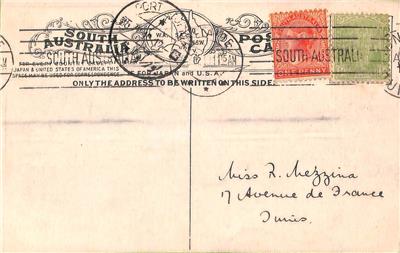 SOUTH AUSTRALIA
POST CARD
SOUTH AUSTRALIA
ONE PENNY
SOUTH AUSTRALIA
JAPAN & UNITED STATES OF AMERICA THIS
SPACE MAY BE USED FOR CORRESPONDENCE
FOR JAPAN and U.S.A.
ONLY THE ADDRESS TO BE WRITTEN ON THIS SIDE.
Miss R. Mezzina
17 Avenue de France
Tunis.